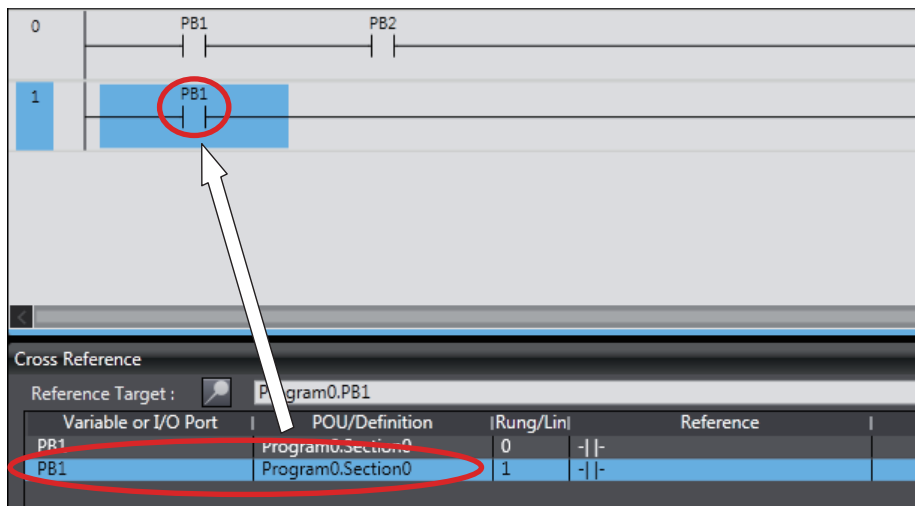 0 PB1 PB2
1 PB1
Cross Reference
Reference Target : Program0.PB1
Variable or I/O Port POU/Definition Rung/Lin Reference
PB1 Program0.Section0 0 -| |-
PB1 Program0.Section0 1 -| |-